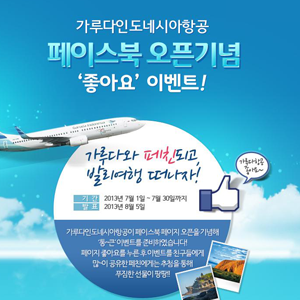 가루다인도네시아항공
페이스북 오픈기념
‘좋아요’ 이벤트!
가루다와 페친되고,
발리여행 떠나자!
기간 2013년 7월 1일 ~ 7월 30일까지
발표 2013년 8월 5일
가루다인도네시아항공이 페이스북 페이지 오픈을 기념해
‘통~큰’ 이벤트를 준비하였습니다!
페이지 좋아요를 누른 후 이벤트를 친구들에게
많~이 공유한 페친에게는 추첨을 통해
푸짐한 선물이 팡팡!!